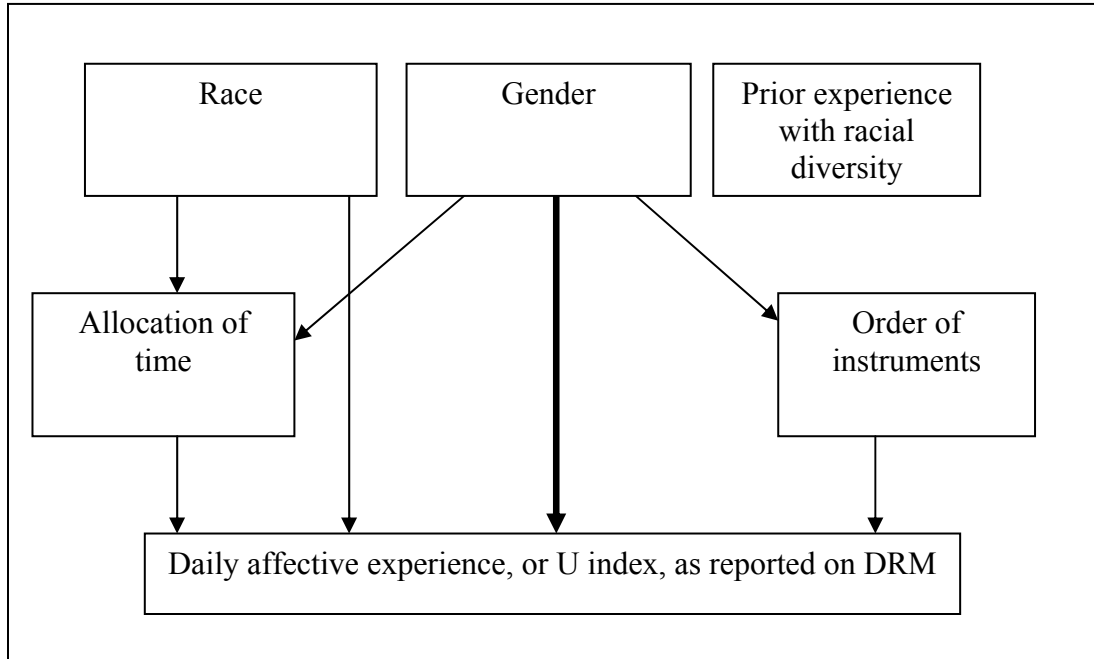 Race
Gender
Prior experience
with racial
diversity
Allocation of
time
Order of
instruments
Daily affective experience, or U index, as reported on DRM